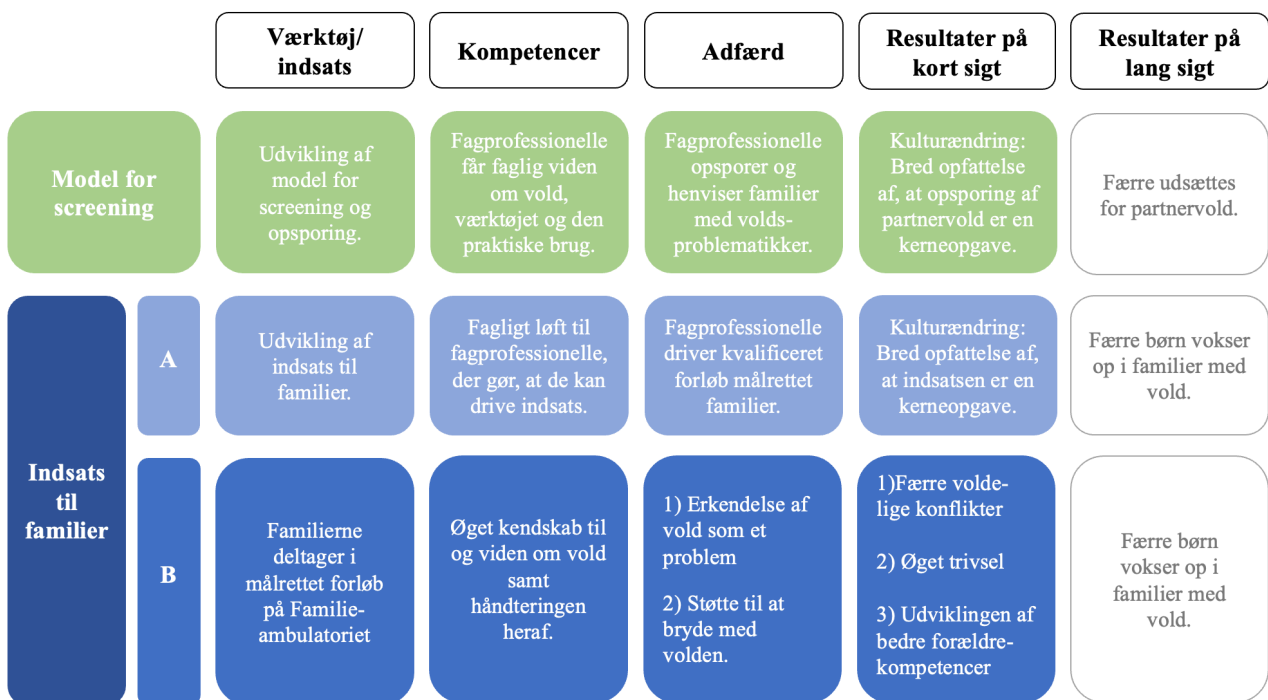 Værktøj/
indsats
Kompetencer
Adfærd
Resultater på
kort sigt
Resultater på
lang sigt
Model for
screening
Udvikling af
model for
screening og
opsporing.
Fagprofessionelle
får faglig viden
om vold,
værktøjet og den
praktiske brug.
Fagprofessionelle
opsporer og
henviser familier
med volds-
problematikker.
Kulturændring:
Bred opfattelse
af, at opsporing af
partnervold er en
kerneopgave.
Færre udsættes
for partnervold.
Indsats
til
familier
A
Udvikling af
indsats til
familier.
Fagligt løft til
fagprofessionelle,
der gør, at de kan
drive indsats.
Fagprofessionelle
driver kvalificeret
forløb målrettet
familier.
Kulturændring:
Bred opfattelse af,
at indsatsen er en
kerneopgave.
Færre børn vokser
op i familier med
vold.
B
Familierne
deltager i
målrettet forløb
på Familie-
ambulatoriet
Øget kendskab til
og viden om vold
samt
håndteringen
heraf.
1) Erkendelse af
vold som et
problem
2) Støtte til at
bryde med
volden.
1)Færre volde-
lige konflikter
2) Øget trivsel
3) Udviklingen af
bedre forældre-
kompetencer
Færre børn
vokser op i
familier med
vold.